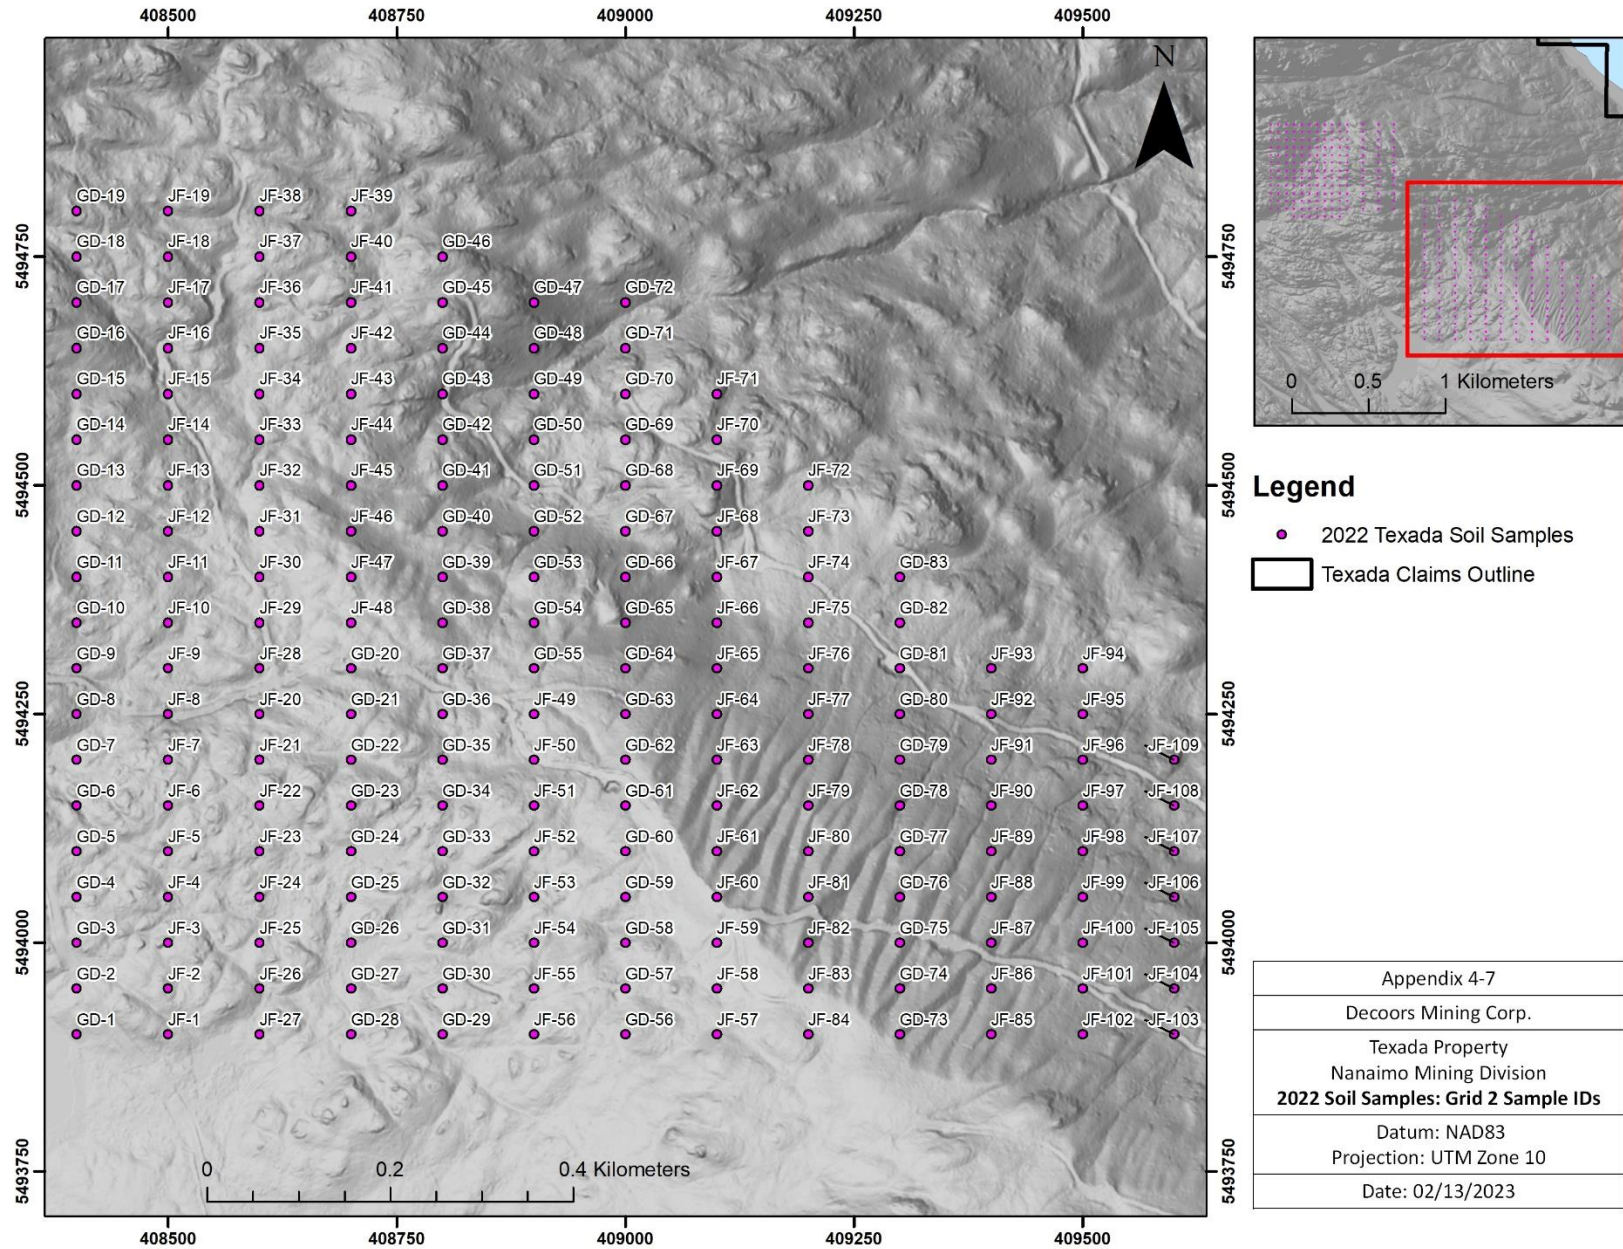 408500 408750 409000 409250 409500
N
GD-19 JF-19 JF-38 JF-39
5494750 GD-18 JF-18 JF-37 JF-40 GD-46 5494750
GD-17 JF-17 JF-36 JF-41 GD-45 GD-47 GD-72
GD-16 JF-16 JF-35 JF-42 GD-44 GD-48 GD-71
GD-15 JF-15 JF-34 JF-43 GD-43 GD-49 GD-70 JF-71
GD-14 JF-14 JF-33 JF-44 GD-42 GD-50 GD-69 JF-70
5494500 GD-13 JF-13 JF-32 JF-45 GD-41 GD-51 GD-68 JF-69 JF-72 5494500
GD-12 JF-12 JF-31 JF-46 GD-40 GD-52 GD-67 JF-68 JF-73
GD-11 JF-11 JF-30 JF-47 GD-39 GD-53 GD-66 JF-67 JF-74 GD-83
GD-10 JF-10 JF-29 JF-48 GD-38 GD-54 GD-65 JF-66 JF-75 GD-82
GD-9 JF-9 JF-28 GD-20 GD-37 GD-55 GD-64 JF-65 JF-76 GD-81 JF-93 JF-94
5494250 GD-8 JF-8 JF-20 GD-21 GD-36 JF-49 GD-63 JF-64 JF-77 GD-80 JF-92 JF-95 5494250
GD-7 JF-7 JF-21 GD-22 GD-35 JF-50 GD-62 JF-63 JF-78 GD-79 JF-91 JF-96 JF-109
GD-6 JF-6 JF-22 GD-23 GD-34 JF-51 GD-61 JF-62 JF-79 GD-78 JF-90 JF-97 JF-108
GD-5 JF-5 JF-23 GD-24 GD-33 JF-52 GD-60 JF-61 JF-80 GD-77 JF-89 JF-98 JF-107
GD-4 JF-4 JF-24 GD-25 GD-32 JF-53 GD-59 JF-60 JF-81 GD-76 JF-88 JF-99 JF-106
5494000 GD-3 JF-3 JF-25 GD-26 GD-31 JF-54 GD-58 JF-59 JF-82 GD-75 JF-87 JF-100 JF-105 5494000
GD-2 JF-2 JF-26 GD-27 GD-30 JF-55 GD-57 JF-58 JF-83 GD-74 JF-86 JF-101 JF-104
GD-1 JF-1 JF-27 GD-28 GD-29 JF-56 GD-56 JF-57 JF-84 GD-73 JF-85 JF-102 JF-103
5493750 0 0.2 0.4 Kilometers 5493750
408500 408750 409000 409250 409500
0 0.5 1 Kilometers
Legend
2022 Texada Soil Samples
Texada Claims Outline
Appendix 4-7
Decoors Mining Corp.
Texada Property
Nanaimo Mining Division
2022 Soil Samples: Grid 2 Sample IDs
Datum: NAD83
Projection: UTM Zone 10
Date: 02/13/2023